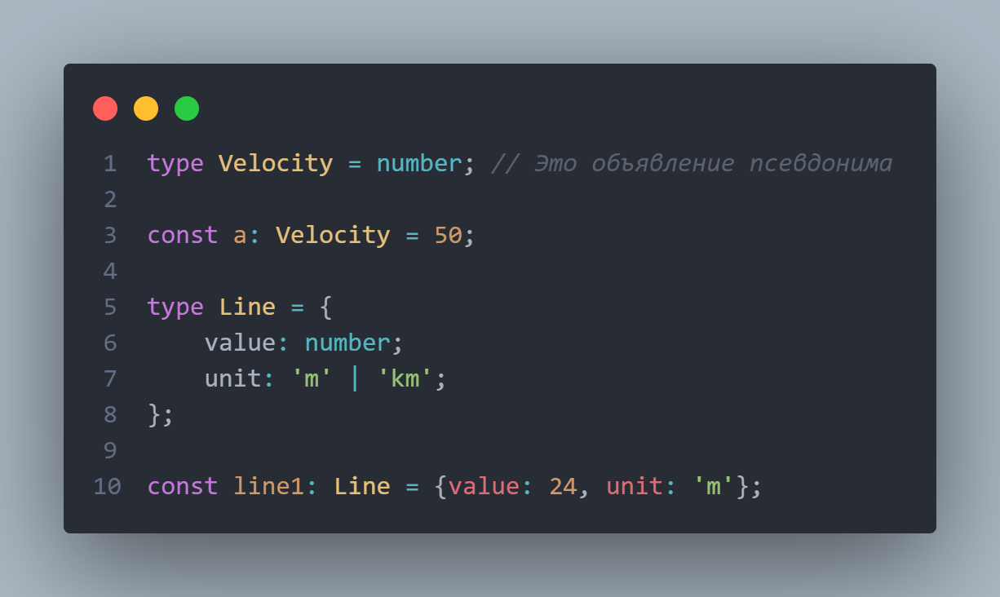 1 type Velocity = number; // Это объявление псевдонима
2
3 const a: Velocity = 50;
4
5 type Line = {
6     value: number;
7     unit: 'm' | 'km';
8 };
9
10 const line1: Line = {value: 24, unit: 'm'};